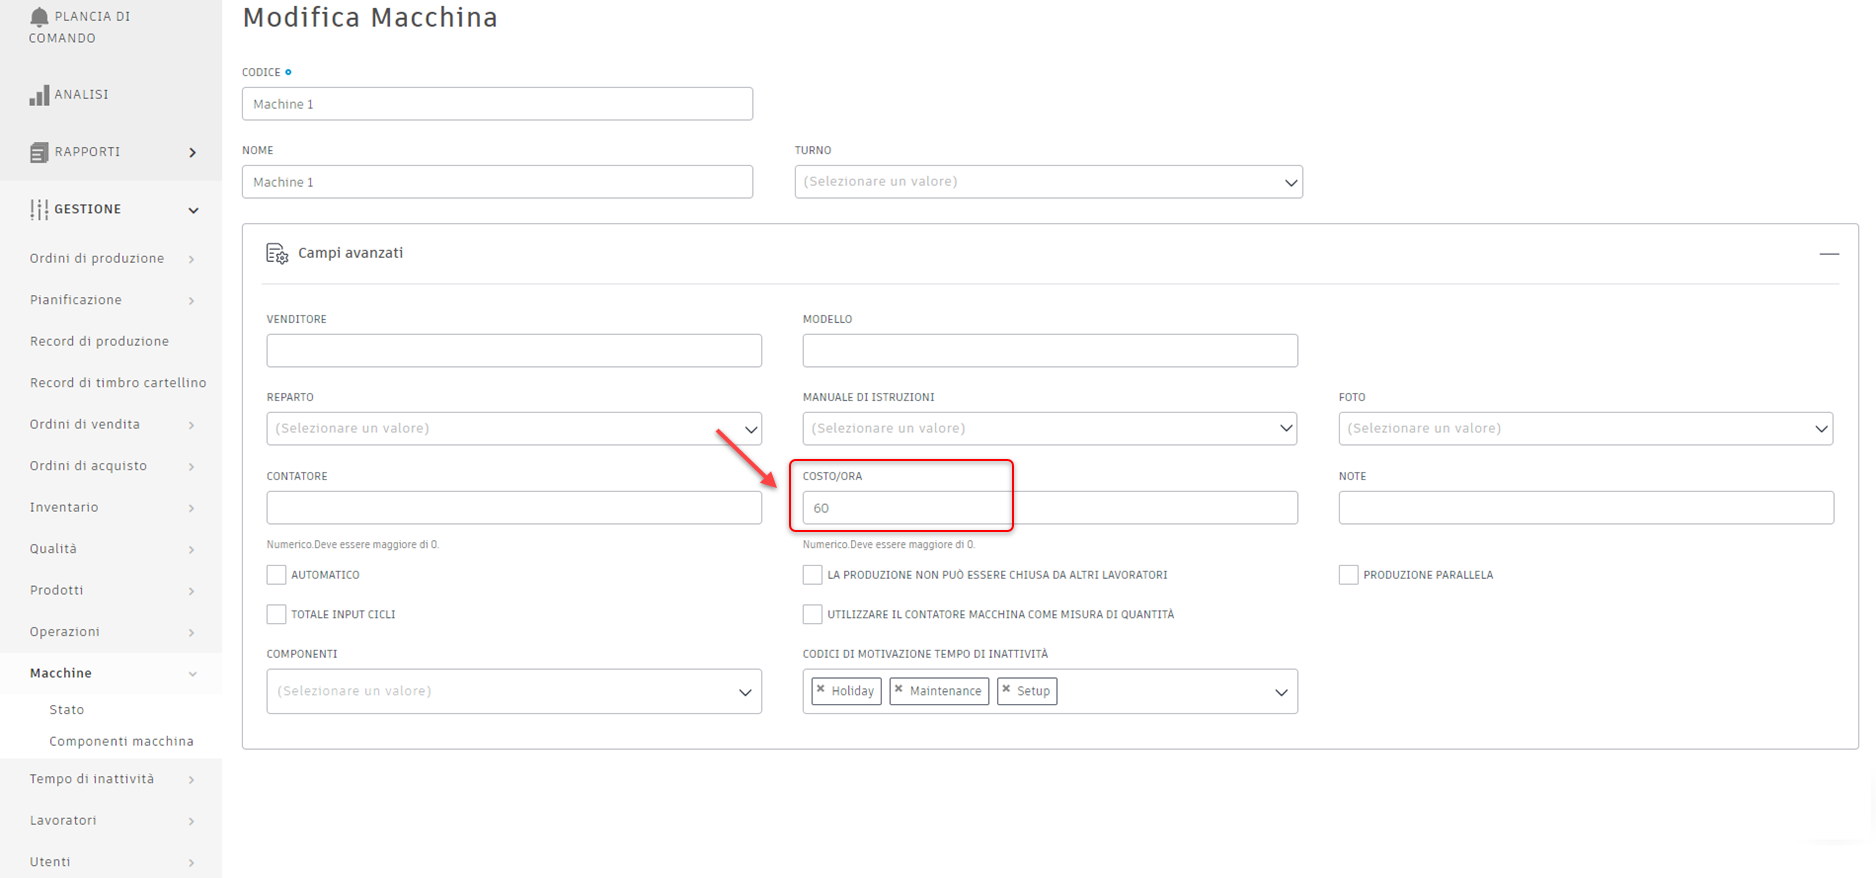 PLANCIA DI
COMANDO
ANALISI
RAPPORTI
GESTIONE
Ordini di produzione
Pianificazione
Record di produzione
Record di timbro cartellino
Ordini di vendita
Ordini di acquisto
Inventario
Qualità
Prodotti
Operazioni
Macchine
Stato
Componenti macchina
Tempo di inattività
Lavoratori
Utenti
Modifica Macchina
CODICE
Machine 1
NOME
Machine 1
TURNO
(Selezionare un valore)
Campi avanzati
VENDITORE
MODELLO
REPARTO
(Selezionare un valore)
MANUALE DI ISTRUZIONI
(Selezionare un valore)
FOTO
(Selezionare un valore)
CONTATORE
Numerico.Deve essere maggiore di 0.
COSTO/ORA
60
Numerico.Deve essere maggiore di 0.
NOTE
AUTOMATICO
LA PRODUZIONE NON PUÒ ESSERE CHIUSA DA ALTRI LAVORATORI
PRODUZIONE PARALLELA
TOTALE INPUT CICLI
UTILIZZARE IL CONTATORE MACCHINA COME MISURA DI QUANTITÀ
COMPONENTI
(Selezionare un valore)
CODICI DI MOTIVAZIONE TEMPO DI INATTIVITÀ
× Holiday × Maintenance × Setup